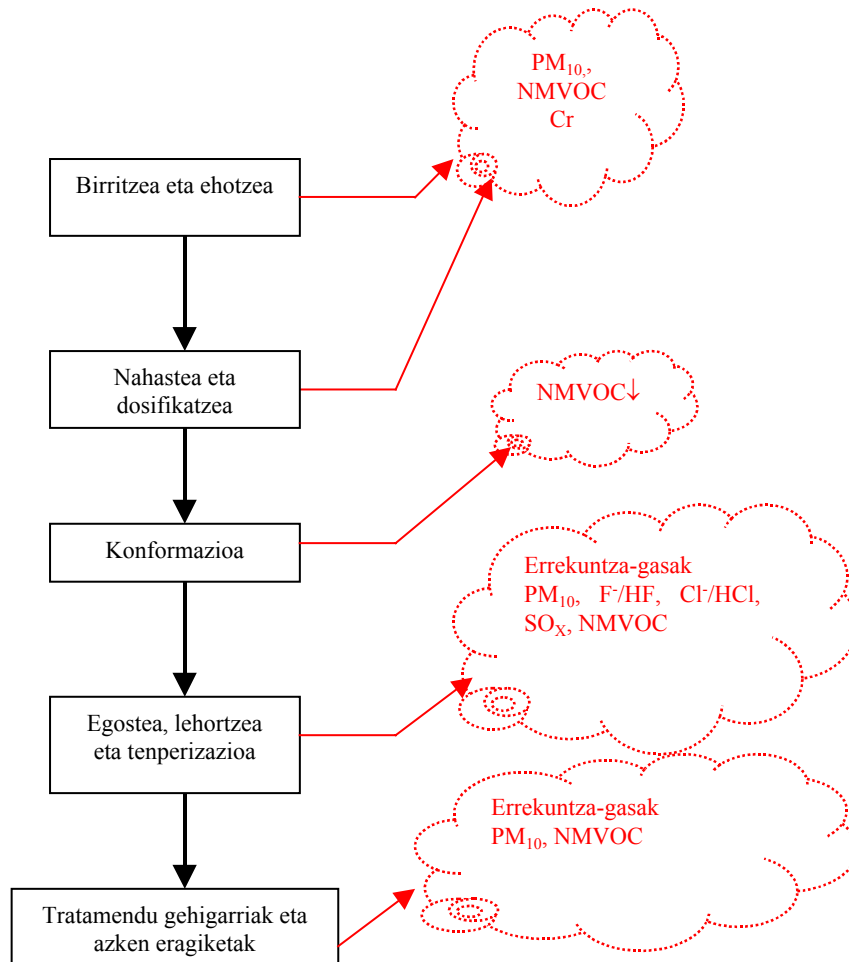 PM₁₀,,
NMVOC
Cr
Birritzea eta ehotzea
Nahastea eta
dosifikatzea
NMVOC↓
Konformazioa
Errekuntza-gasak
PM₁₀, F⁻/HF, Cl⁻/HCl,
SOₓ, NMVOC
Egostea, lehortzea
eta tenperizazioa
Errekuntza-gasak
PM₁₀, NMVOC
Tratamendu gehigarriak eta
azken eragiketak